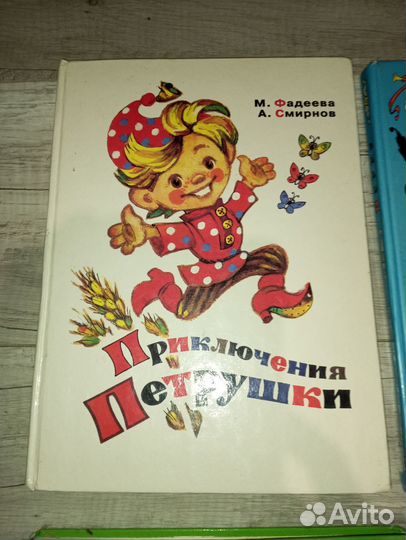 М. Фадеева
А. Смирнов
Приключения
Петрушки
Avito